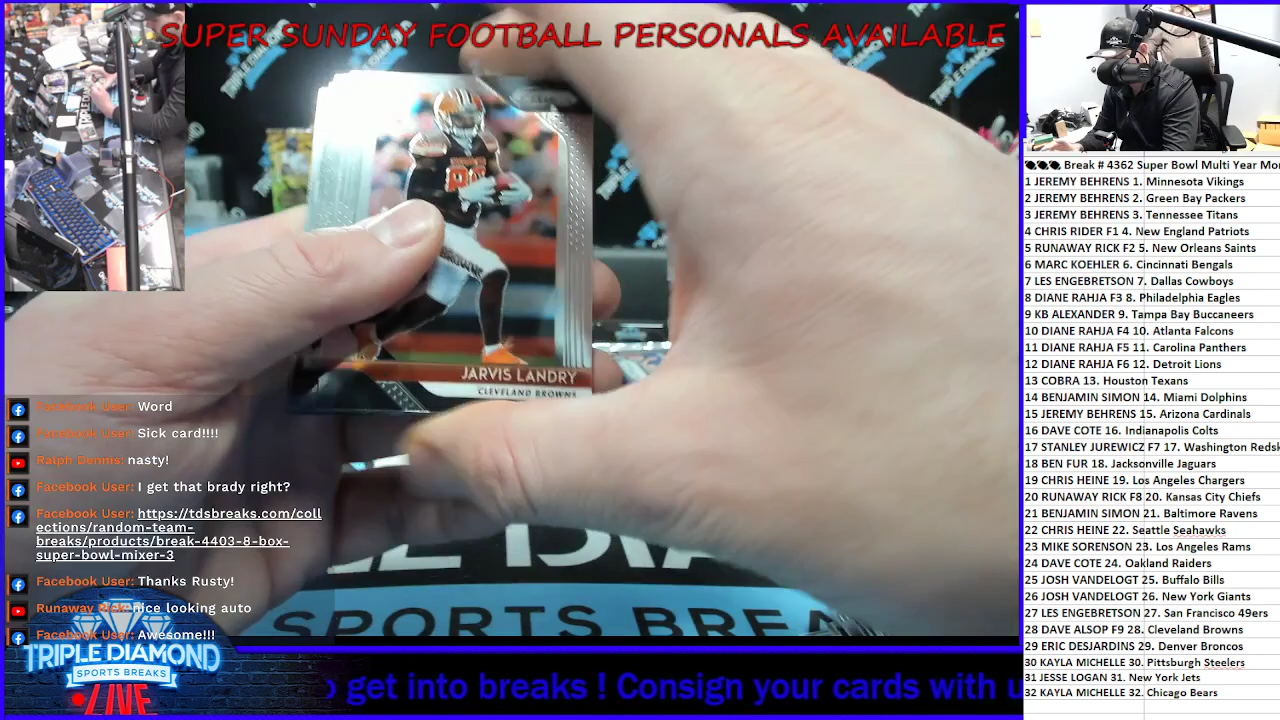 SUPER SUNDAY FOOTBALL PERSONALS AVAILABLE
JARVIS LANDRY
CLEVELAND BROWNS
Facebook User: Word
Facebook User: Sick card!!!!
Ralph Dennis: nasty!
Facebook User: I get that brady right?
Facebook User: https://tdsbreaks.com/coll
ections/random-team-
breaks/products/break-4403-8-box-
super-bowl-mixer-3
Facebook User: Thanks Rusty!
Runaway Rick: nice looking auto
Facebook User: Awesome!!!
TRIPLE DIAMOND
SPORTS BREAKS
LIVE
SPORTS BREA
get into breaks ! Consign your cards with
Break # 4362 Super Bowl Multi Year
1 JEREMY BEHRENS 1. Minnesota Vikings
2 JEREMY BEHRENS 2. Green Bay Packers
3 JEREMY BEHRENS 3. Tennessee Titans
4 CHRIS RIDER F1 4. New England Patriots
5 RUNAWAY RICK F2 5. New Orleans Saints
6 MARC KOEHLER 6. Cincinnati Bengals
7 LES ENGEBRETSON 7. Dallas Cowboys
8 DIANE RAHJA F3 8. Philadelphia Eagles
9 KB ALEXANDER 9. Tampa Bay Buccaneers
10 DIANE RAHJA F4 10. Atlanta Falcons
11 DIANE RAHJA F5 11. Carolina Panthers
12 DIANE RAHJA F6 12. Detroit Lions
13 COBRA 13. Houston Texans
14 BENJAMIN SIMON 14. Miami Dolphins
15 JEREMY BEHRENS 15. Arizona Cardinals
16 DAVE COTE 16. Indianapolis Colts
17 STANLEY JUREWICZ F7 17. Washington Redsk
18 BEN FUR 18. Jacksonville Jaguars
19 CHRIS HEINE 19. Los Angeles Chargers
20 RUNAWAY RICK F8 20. Kansas City Chiefs
21 BENJAMIN SIMON 21. Baltimore Ravens
22 CHRIS HEINE 22. Seattle Seahawks
23 MIKE SORENSON 23. Los Angeles Rams
24 DAVE COTE 24. Oakland Raiders
25 JOSH VANDELOGT 25. Buffalo Bills
26 JOSH VANDELOGT 26. New York Giants
27 LES ENGEBRETSON 27. San Francisco 49ers
28 DAVE ALSOP F9 28. Cleveland Browns
29 ERIC DORTON F10 29. Denver Broncos
30 KAYLA MICHELLE 30. Pittsburgh Steelers
31 JESSE LOGAN 31. New York Jets
32 KAYLA MICHELLE 32. Chicago Bears